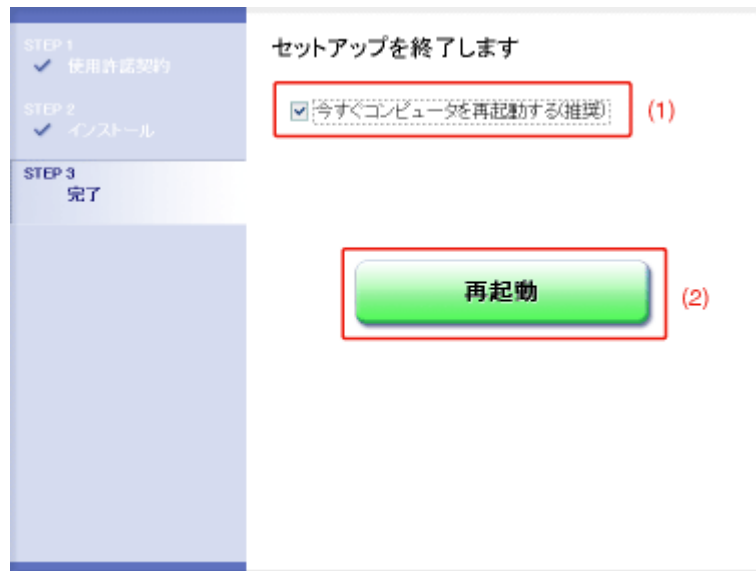 STEP 1
使用許諾契約
STEP 2
インストール
STEP 3
完了
セットアップを終了します
今すぐコンピュータを再起動する(推奨)
(1)
再起動
(2)